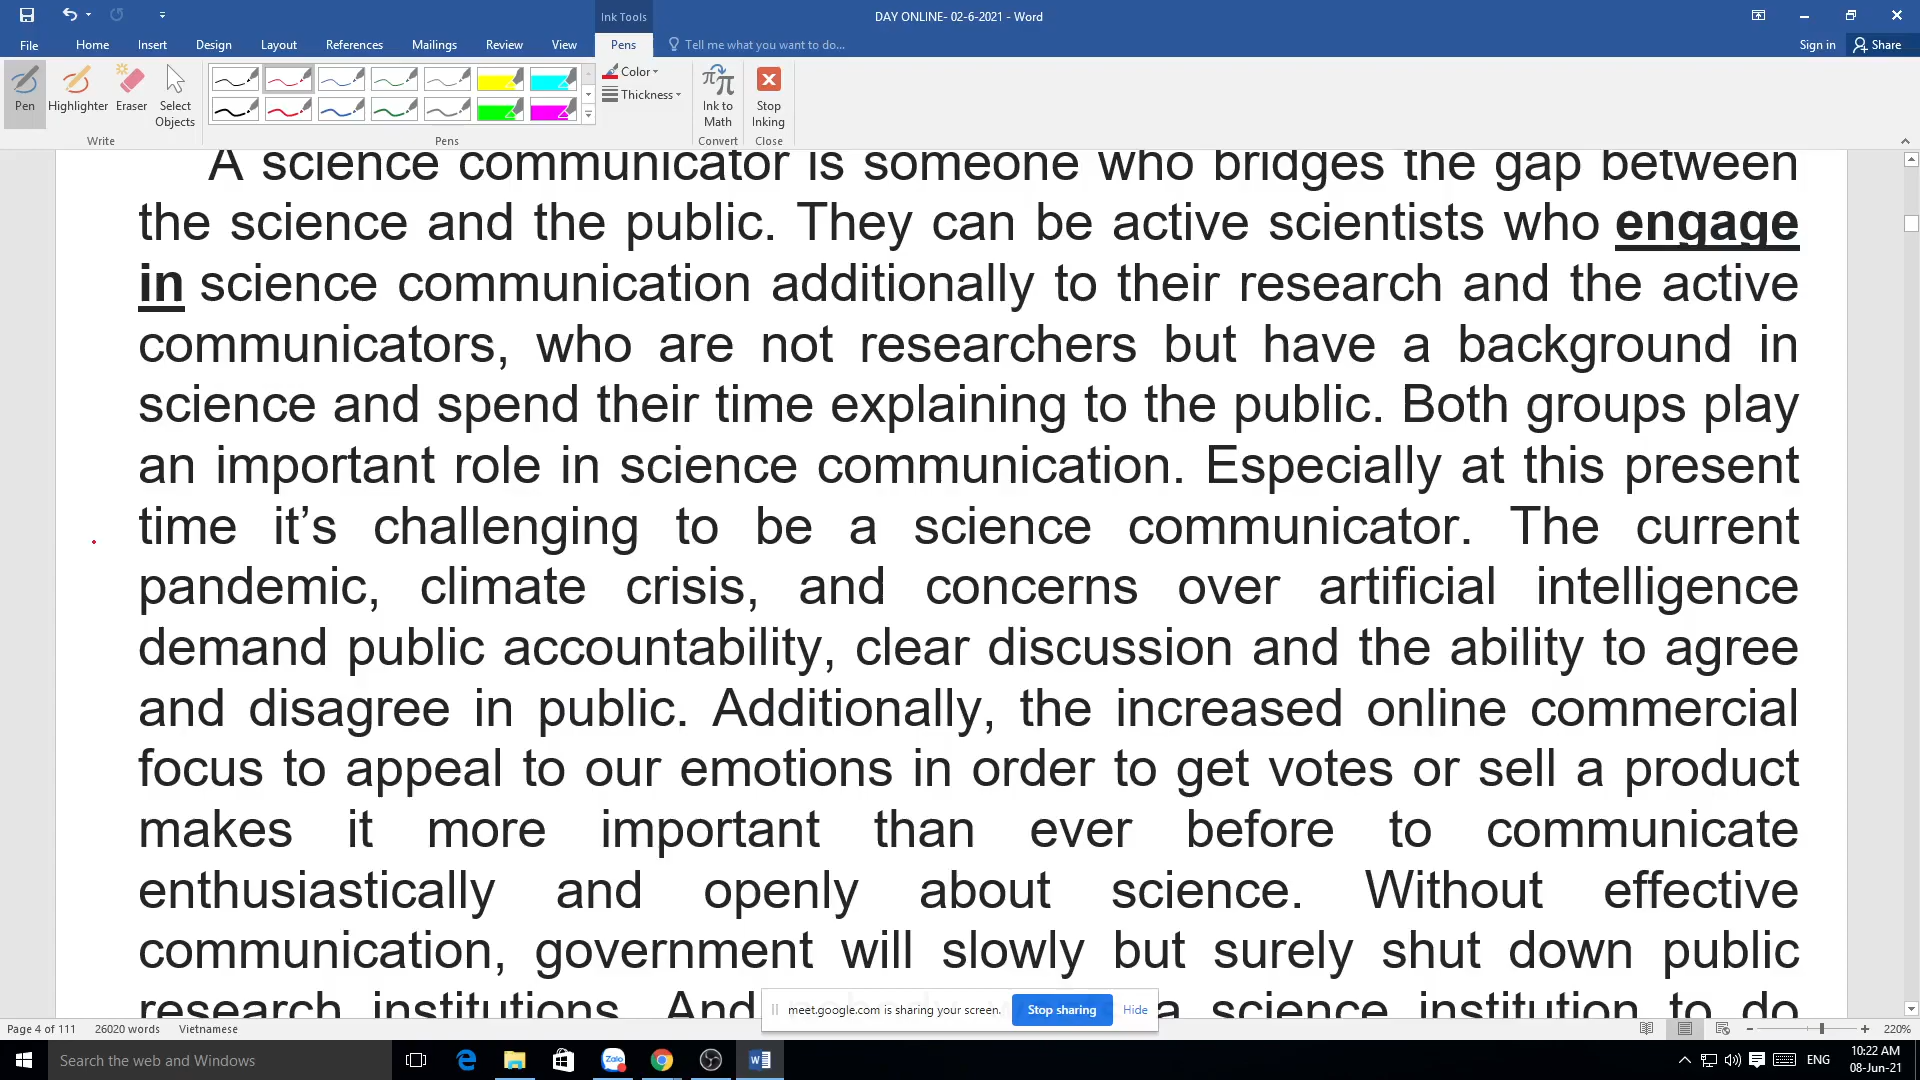 Ink Tools
DAY ONLINE- 02-6-2021 - Word
File Home Insert Design Layout References Mailings Review View Pens Tell me what you want to do... Sign in Share
Pen Highlighter Eraser Select Objects
Color
Thickness
Ink to Math
Stop Inking
Write Pens Convert Close
A science communicator is someone who bridges the gap between
the science and the public. They can be active scientists who engage
in science communication additionally to their research and the active
communicators, who are not researchers but have a background in
science and spend their time explaining to the public. Both groups play
an important role in science communication. Especially at this present
time it’s challenging to be a science communicator. The current
pandemic, climate crisis, and concerns over artificial intelligence
demand public accountability, clear discussion and the ability to agree
and disagree in public. Additionally, the increased online commercial
focus to appeal to our emotions in order to get votes or sell a product
makes it more important than ever before to communicate
enthusiastically and openly about science. Without effective
communication, government will slowly but surely shut down public
research institutions. And a science institution to do
meet.google.com is sharing your screen. Stop sharing Hide
Page 4 of 111 26020 words Vietnamese 220%
Search the web and Windows
Zalo
ENG
10:22 AM
08-Jun-21